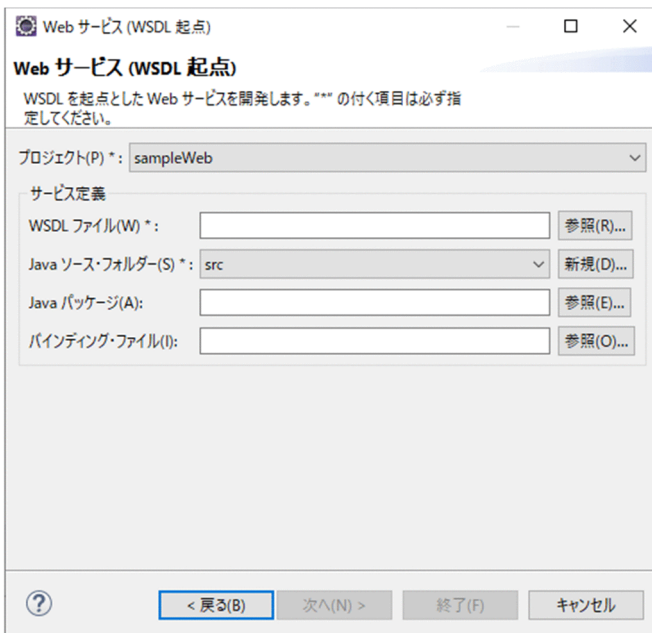 Web サービス (WSDL 起点)
Web サービス (WSDL 起点)
WSDL を起点とした Web サービスを開発します。"*" の付く項目は必ず指
定してください。
プロジェクト(P) * : sampleWeb
サービス定義
WSDL ファイル(W) * : 参照(R)...
Java ソース・フォルダー(S) * : src 新規(D)...
Java パッケージ(A): 参照(E)...
バインディング・ファイル(I): 参照(O)...
? < 戻る(B) 次へ(N) > 終了(F) キャンセル